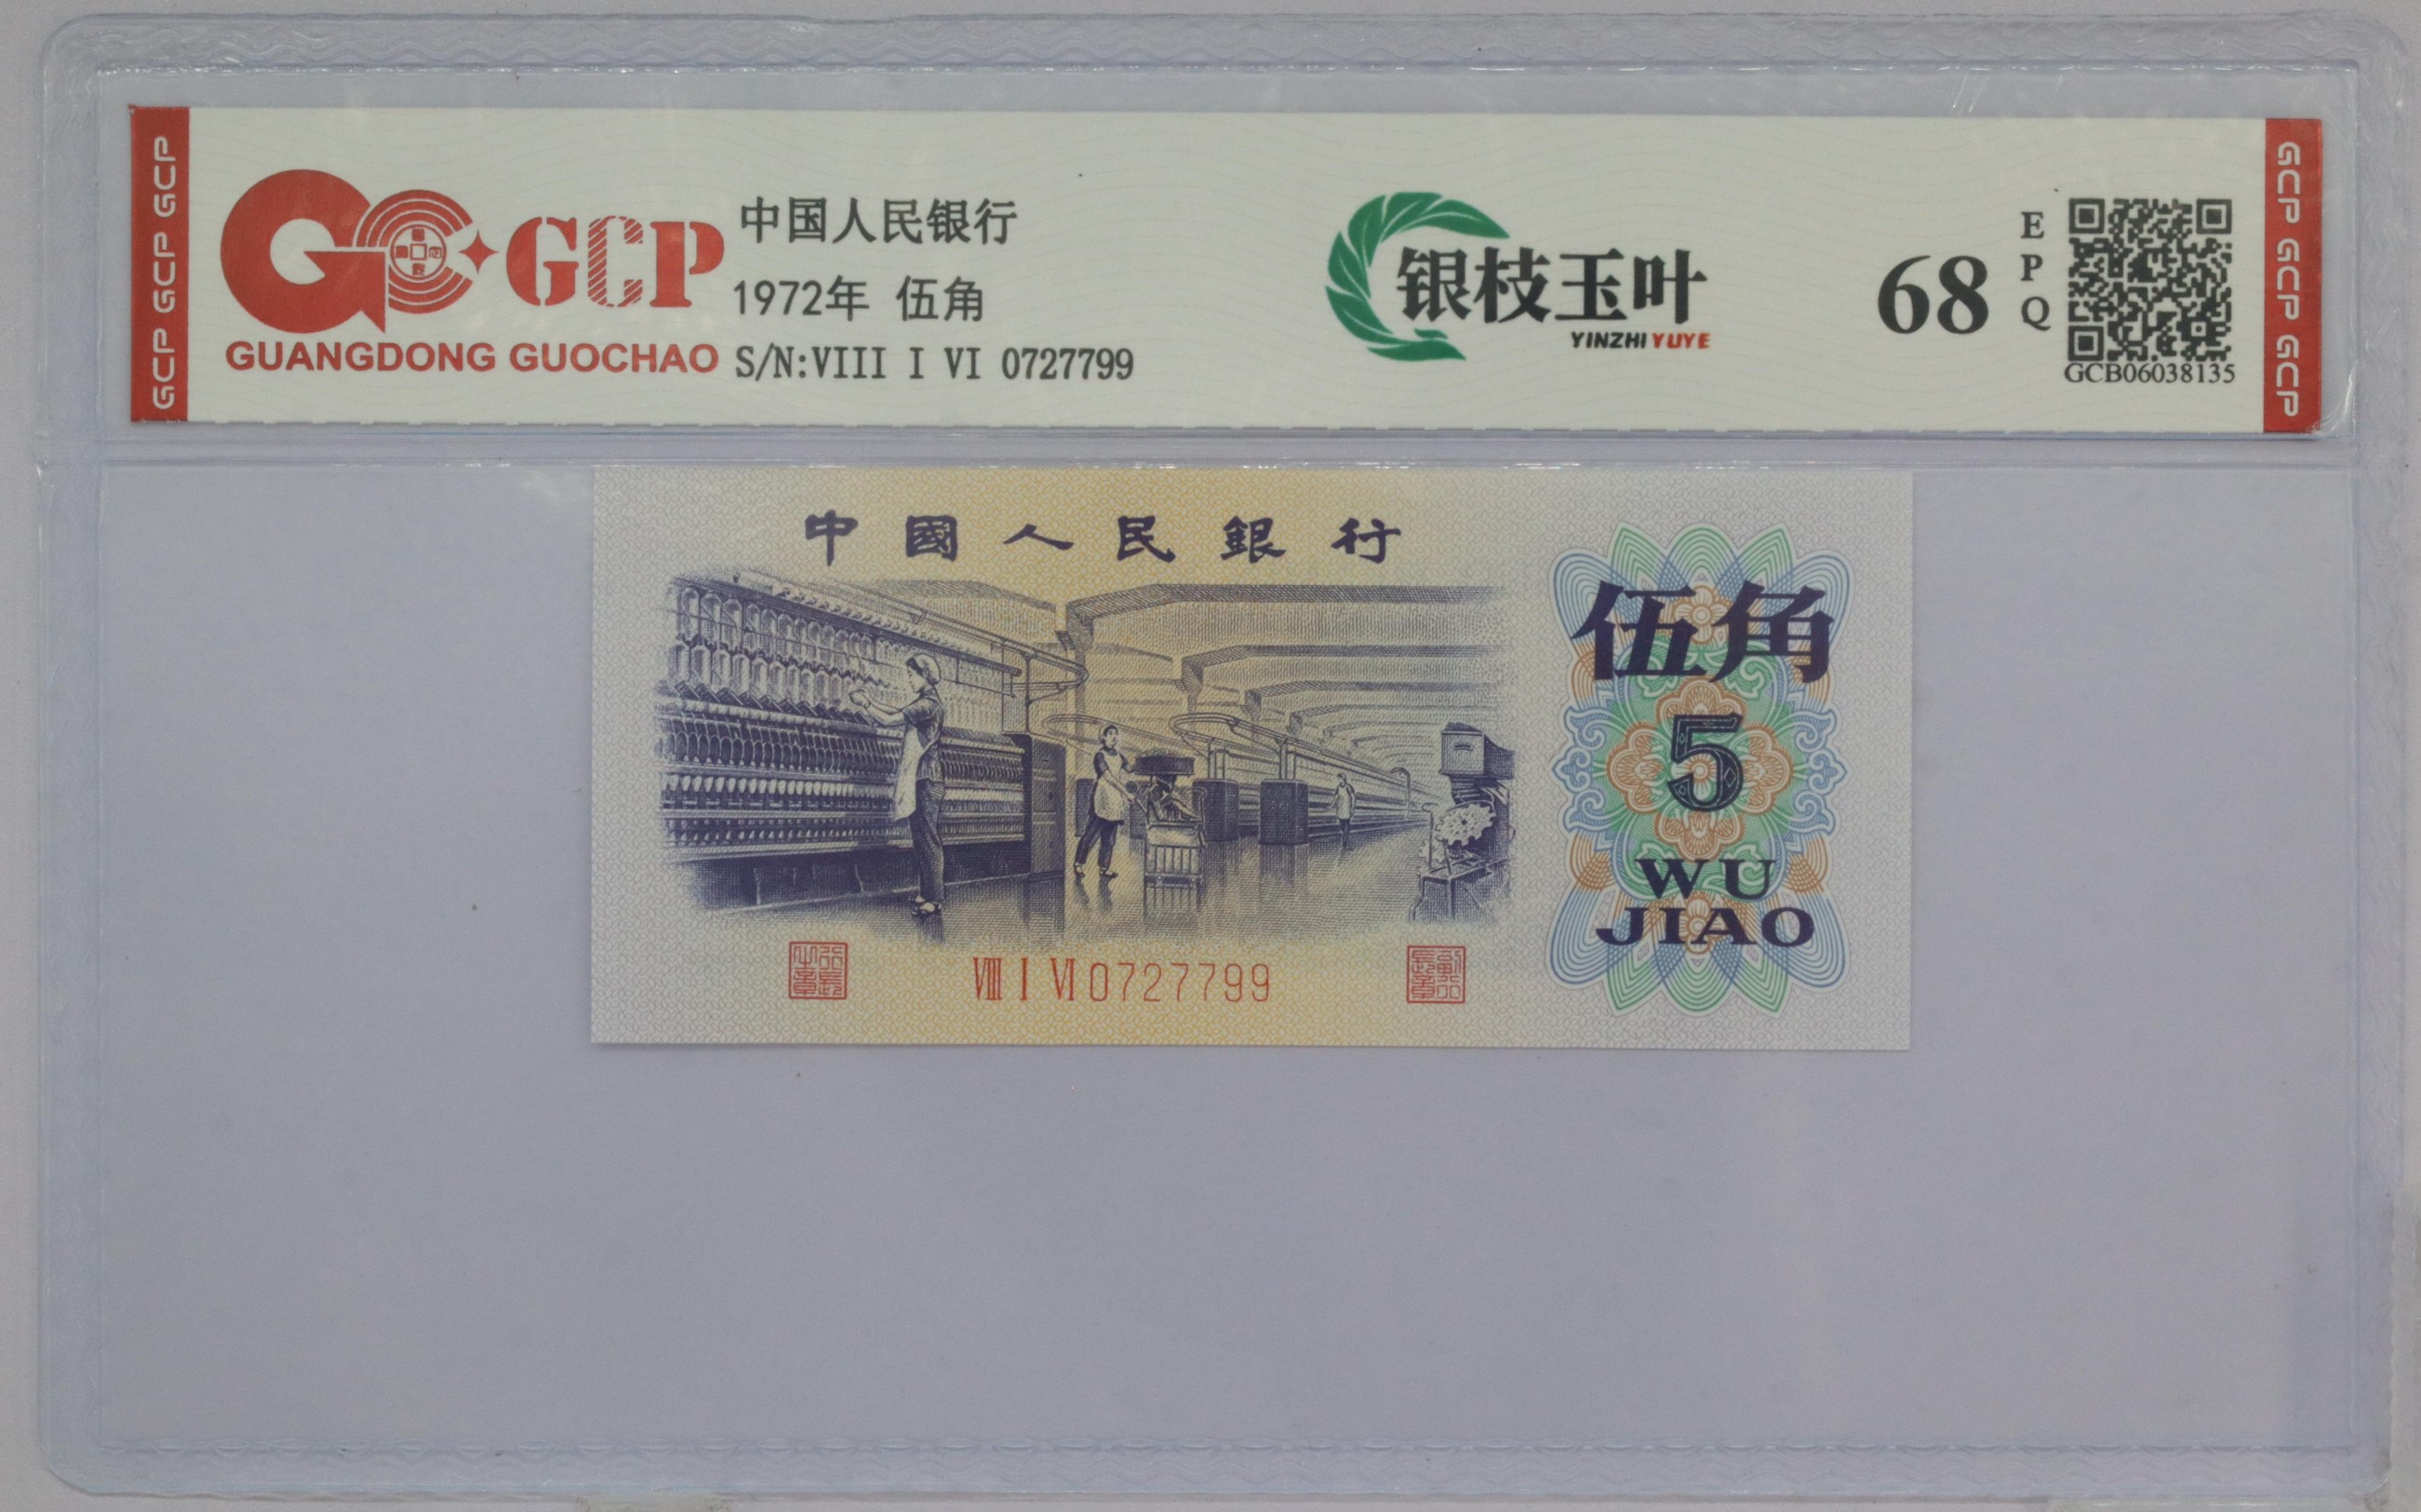 GCP GCP GCP
GCP
GUANGDONG GUOCHAO
中国人民银行
1972年 伍角
S/N:VIII I VI 0727799
银枝玉叶
YINZHI YUYE
68
EPQ
GCB06038135
GCP GCP GCP
中國人民銀行
伍角
5
WU
JIAO
VIII I VI 0727799